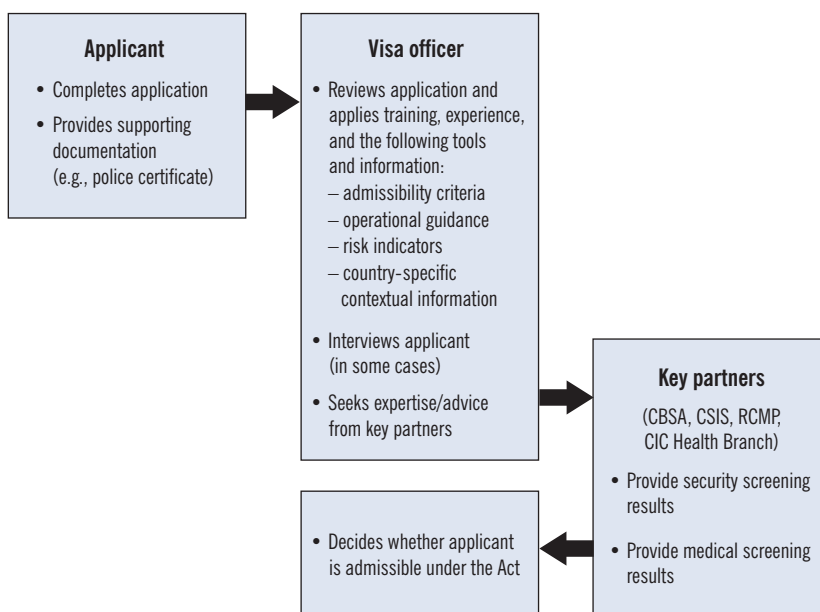 Applicant
• Completes application
• Provides supporting
documentation
(e.g., police certificate)
Visa officer
• Reviews application and
applies training, experience,
and the following tools
and information:
– admissibility criteria
– operational guidance
– risk indicators
– country-specific
contextual information
• Interviews applicant
(in some cases)
• Seeks expertise/advice
from key partners
Key partners
(CBSA, CSIS, RCMP,
CIC Health Branch)
• Provide security screening
results
• Provide medical screening
results
• Decides whether applicant
is admissible under the Act